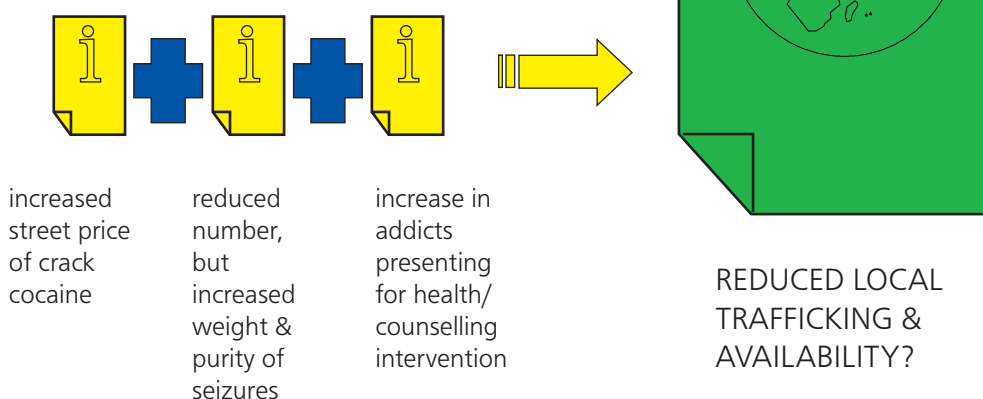 i
i
i
increased
street price
of crack
cocaine
reduced
number,
but
increased
weight &
purity of
seizures
increase in
addicts
presenting
for health/
counselling
intervention
REDUCED LOCAL
TRAFFICKING &
AVAILABILITY?